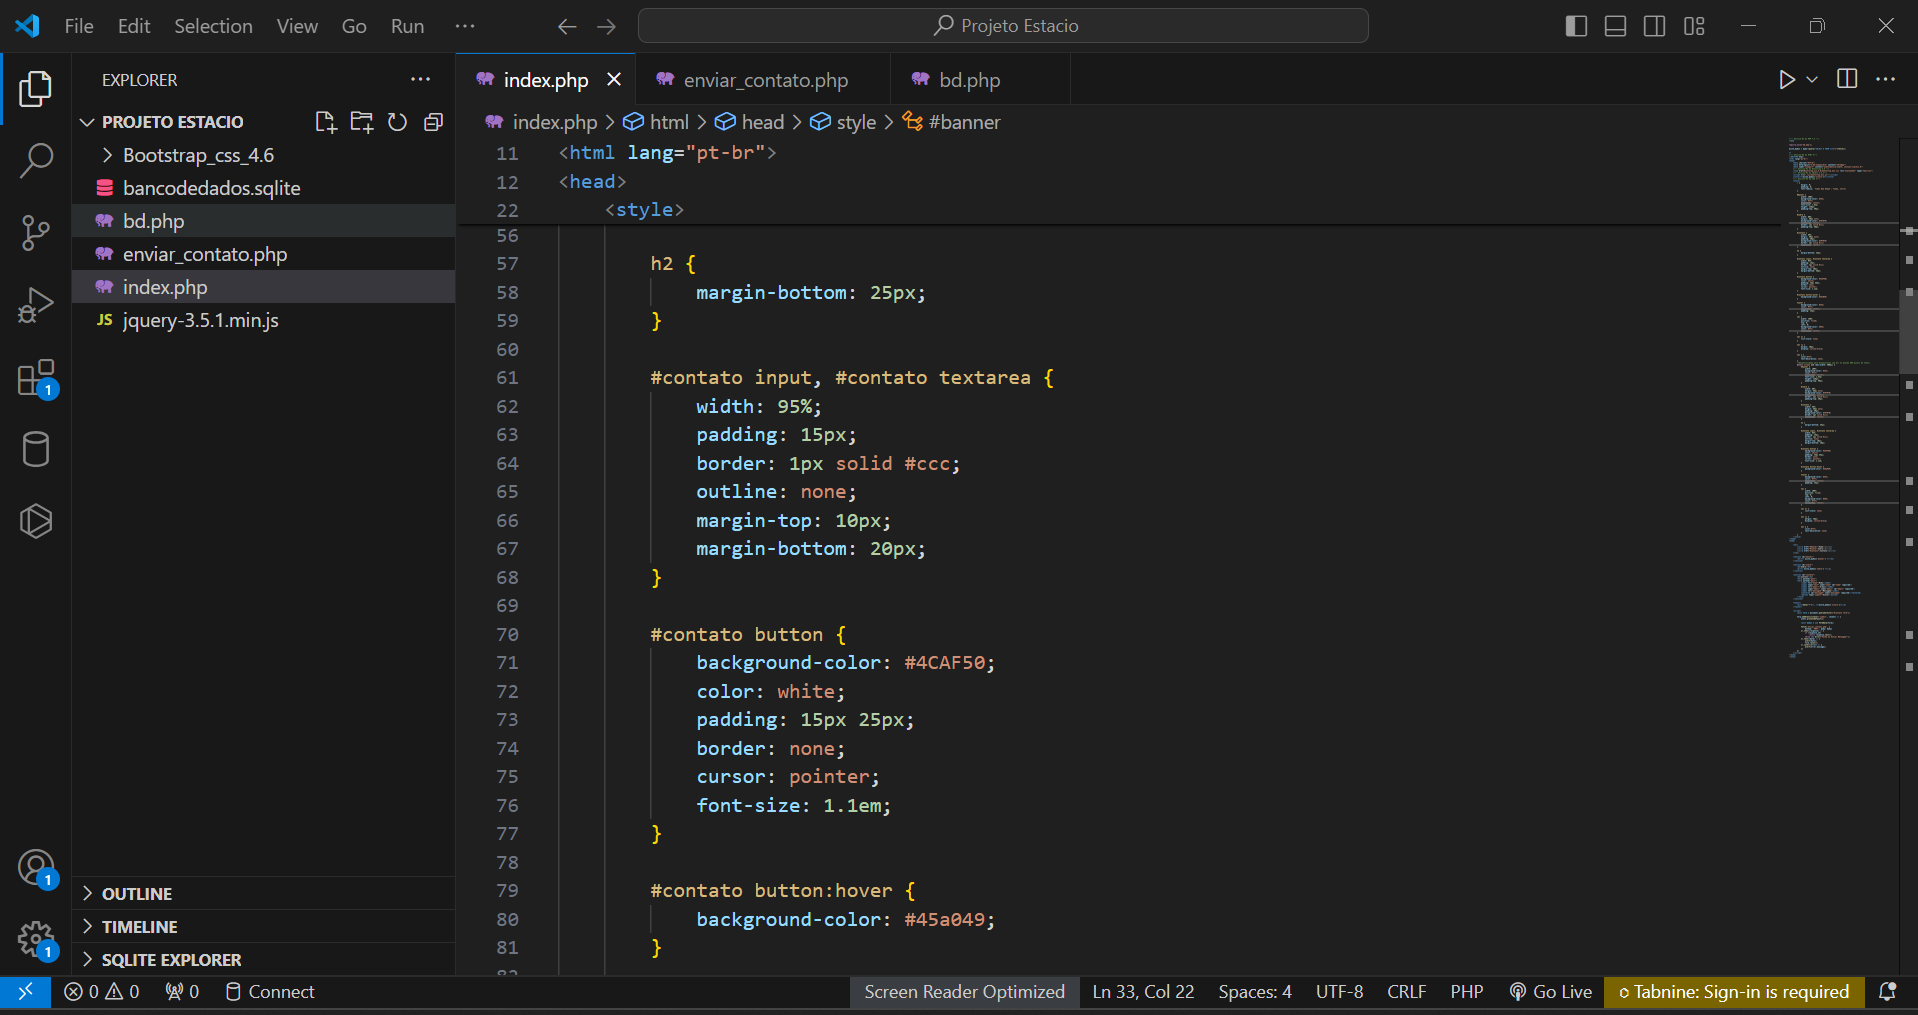 File Edit Selection View Go Run ··· Projeto Estacio
EXPLORER ···
PROJETO ESTACIO
Bootstrap_css_4.6
bancodedados.sqlite
bd.php
enviar_contato.php
index.php
JS jquery-3.5.1.min.js
OUTLINE
TIMELINE
SQLITE EXPLORER
1
1
1
index.php enviar_contato.php bd.php
index.php > html > head > style > #banner
11 <html lang="pt-br">
12 <head>
22 <style>
56
57 h2 {
58 margin-bottom: 25px;
59 }
60
61 #contato input, #contato textarea {
62 width: 95%;
63 padding: 15px;
64 border: 1px solid #ccc;
65 outline: none;
66 margin-top: 10px;
67 margin-bottom: 20px;
68 }
69
70 #contato button {
71 background-color: #4CAF50;
72 color: white;
73 padding: 15px 25px;
74 border: none;
75 cursor: pointer;
76 font-size: 1.1em;
77 }
78
79 #contato button:hover {
80 background-color: #45a049;
81 }
0 0 0 Connect Screen Reader Optimized Ln 33, Col 22 Spaces: 4 UTF-8 CRLF PHP Go Live Tabnine: Sign-in is required